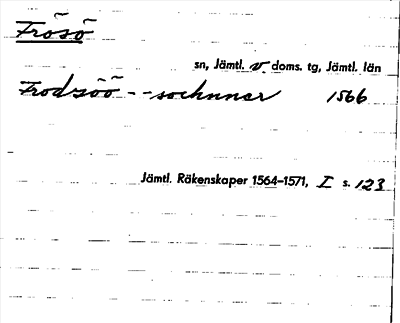 Frösö
sn, Jämtl. v doms. tg, Jämtl. län
Frodzöö -- sochnner 1566
Jämtl. Räkenskaper 1564–1571, I s. 123